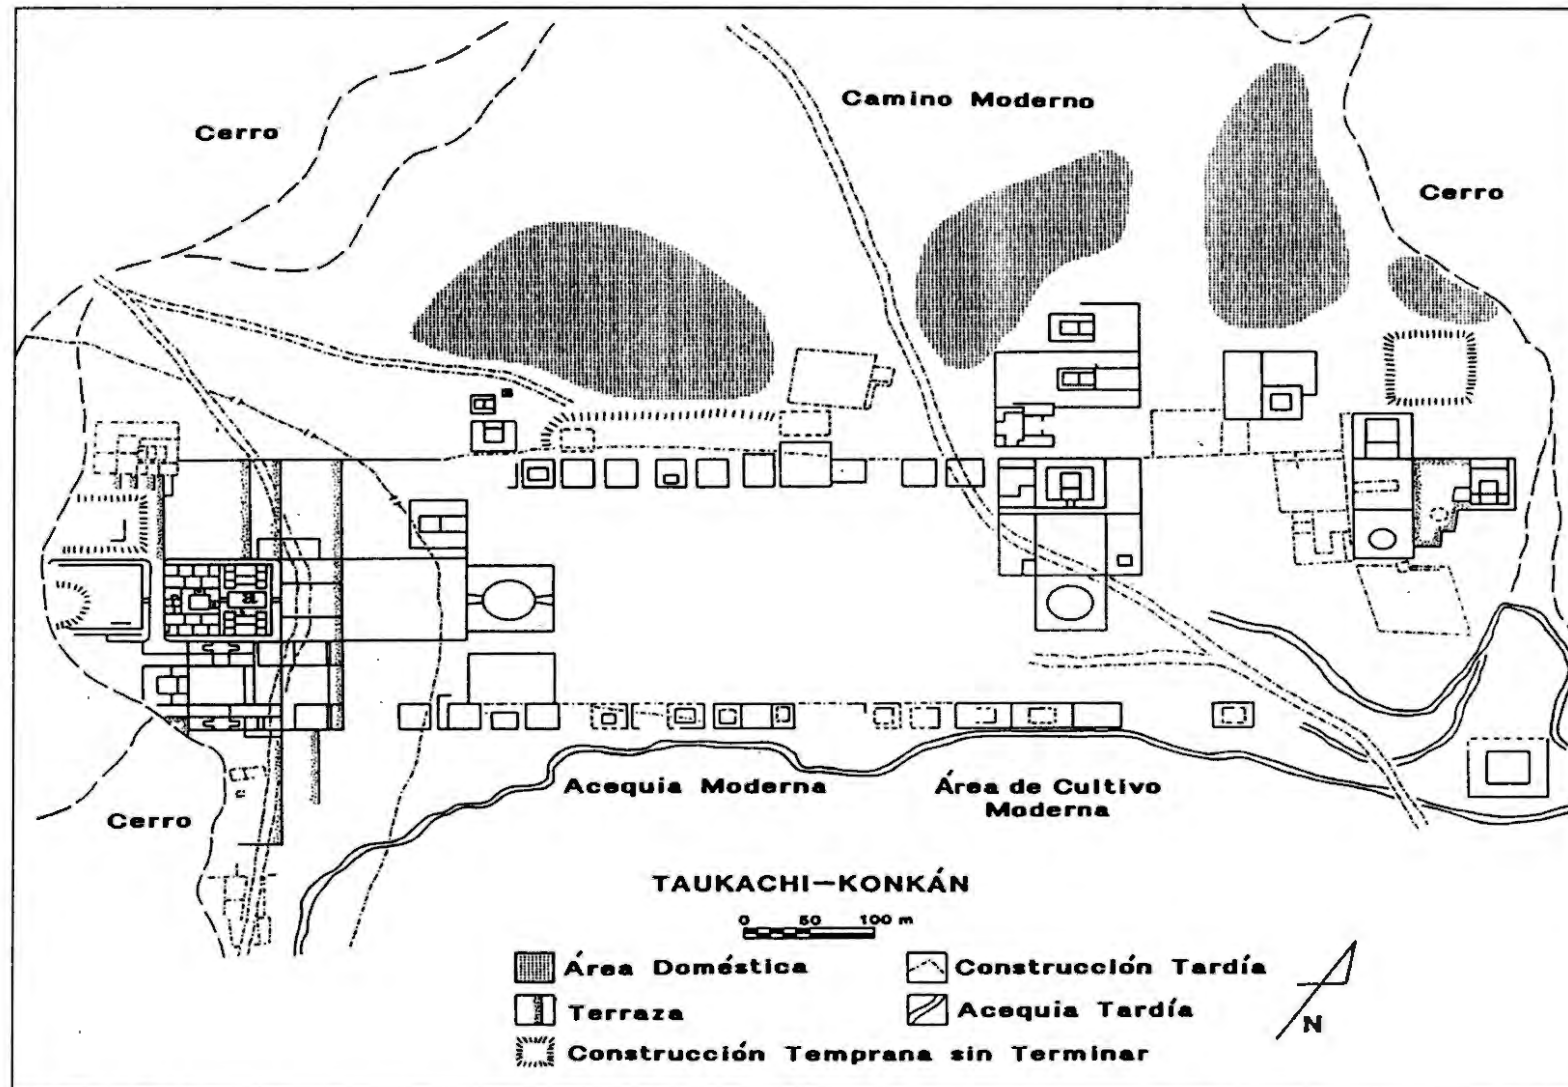 Camino Moderno
Cerro
Cerro
a
c
Acequia Moderna
Área de Cultivo
Moderna
Cerro
TAUKACHI—KONKÁN
0 50 100 m
Área Doméstica
Construcción Tardía
Terraza
Acequia Tardía
Construcción Temprana sin Terminar
N